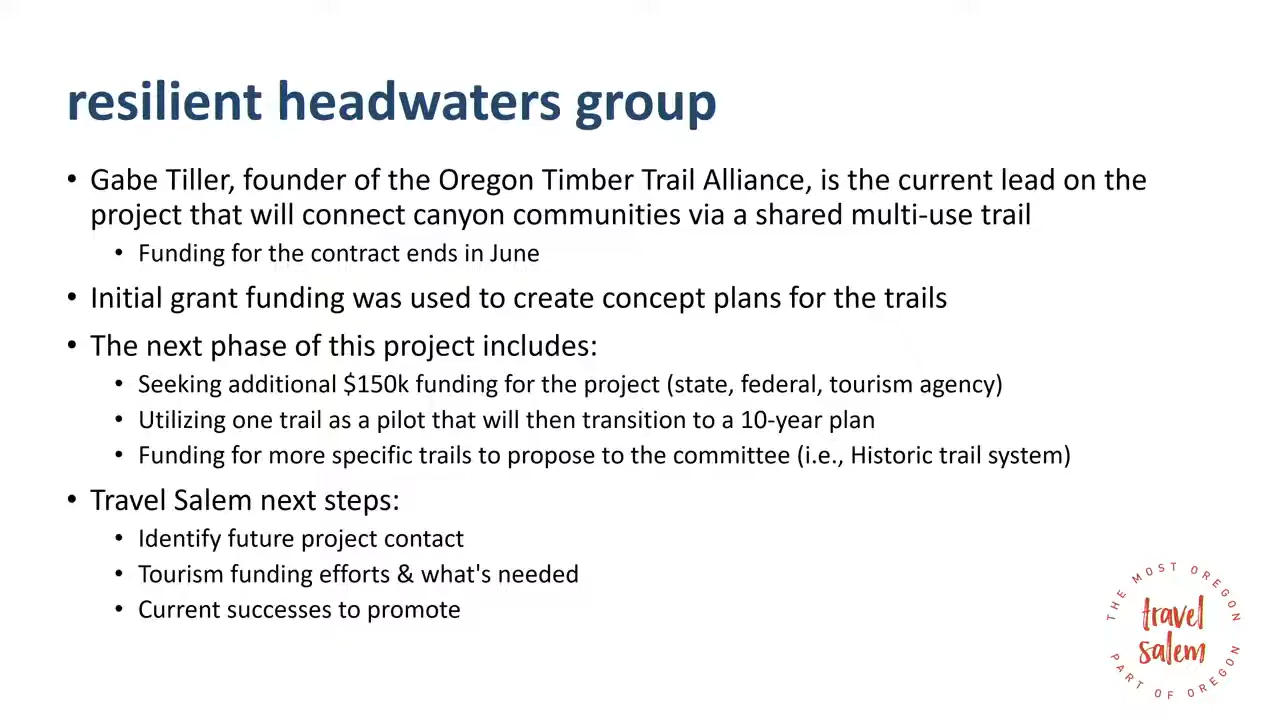 resilient headwaters group
• Gabe Tiller, founder of the Oregon Timber Trail Alliance, is the current lead on the
project that will connect canyon communities via a shared multi-use trail
• Funding for the contract ends in June
• Initial grant funding was used to create concept plans for the trails
• The next phase of this project includes:
• Seeking additional $150k funding for the project (state, federal, tourism agency)
• Utilizing one trail as a pilot that will then transition to a 10-year plan
• Funding for more specific trails to propose to the committee (i.e., Historic trail system)
• Travel Salem next steps:
• Identify future project contact
• Tourism funding efforts & what's needed
• Current successes to promote
THE MOST OREGON
travel
salem
PART OF OREGON